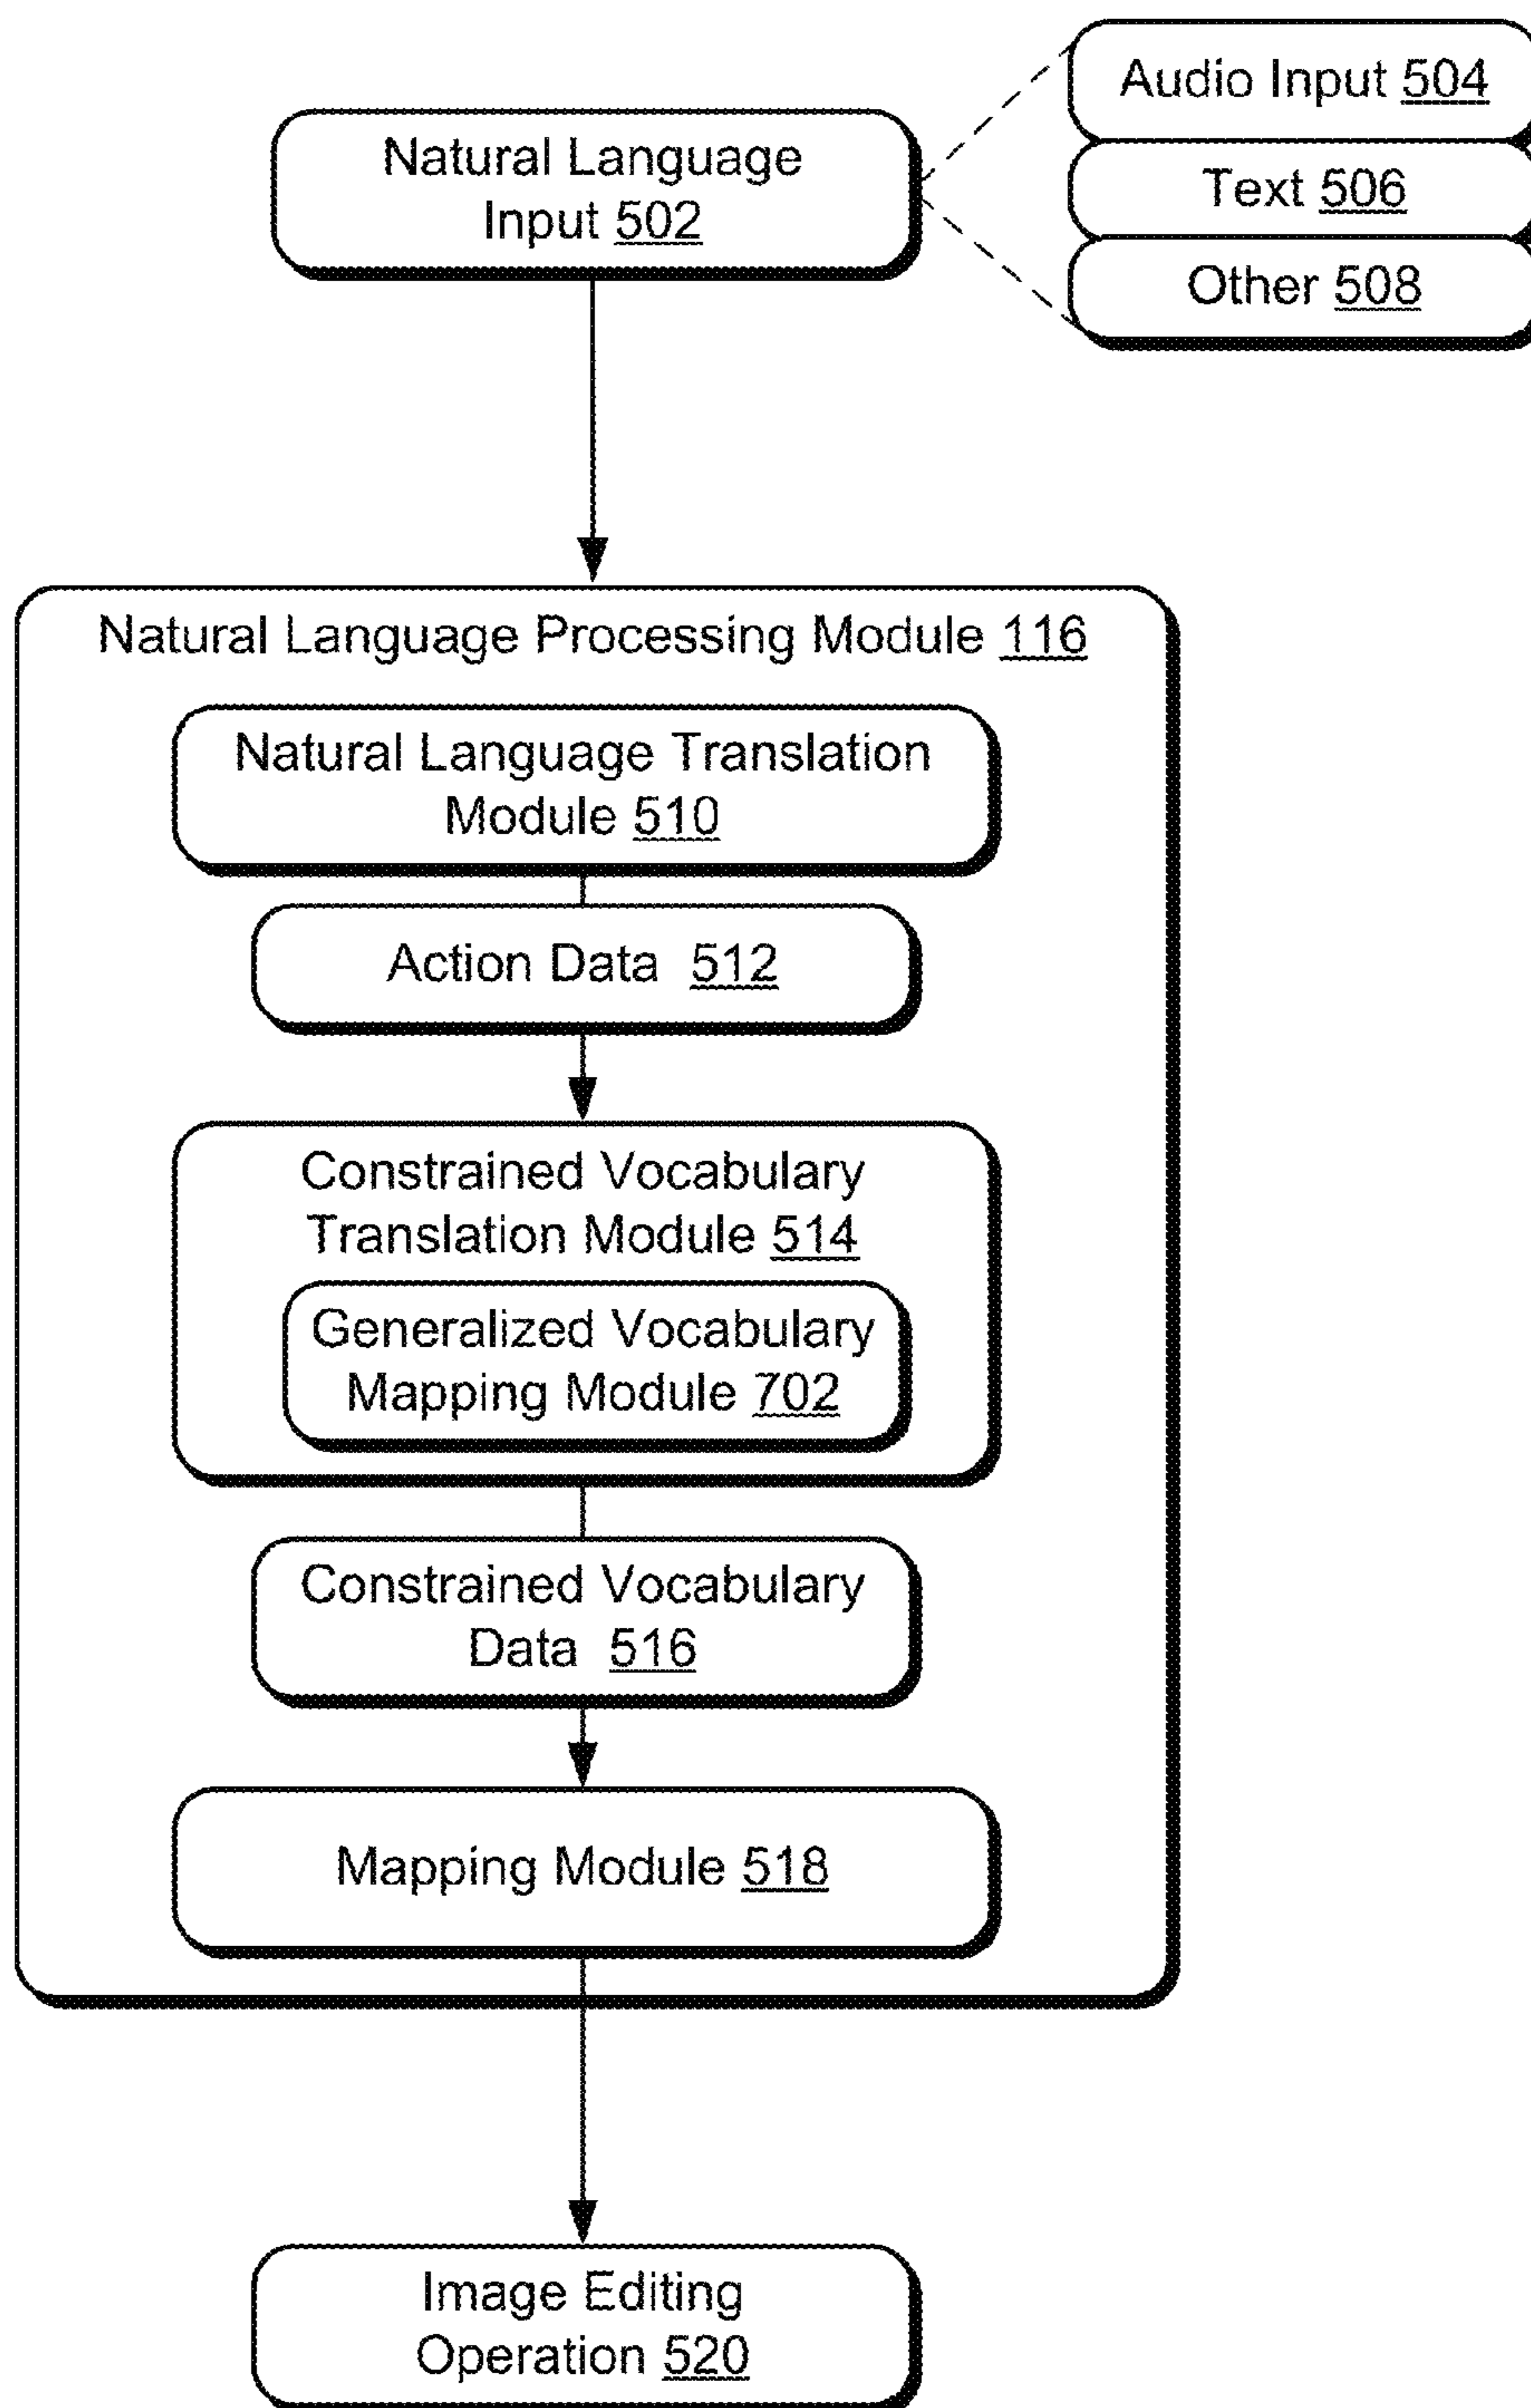 Audio Input 504
Natural Language
Input 502
Text 506
Other 508
Natural Language Processing Module 116
Natural Language Translation
Module 510
Action Data 512
Constrained Vocabulary
Translation Module 514
Generalized Vocabulary
Mapping Module 702
Constrained Vocabulary
Data 516
Mapping Module 518
Image Editing
Operation 520